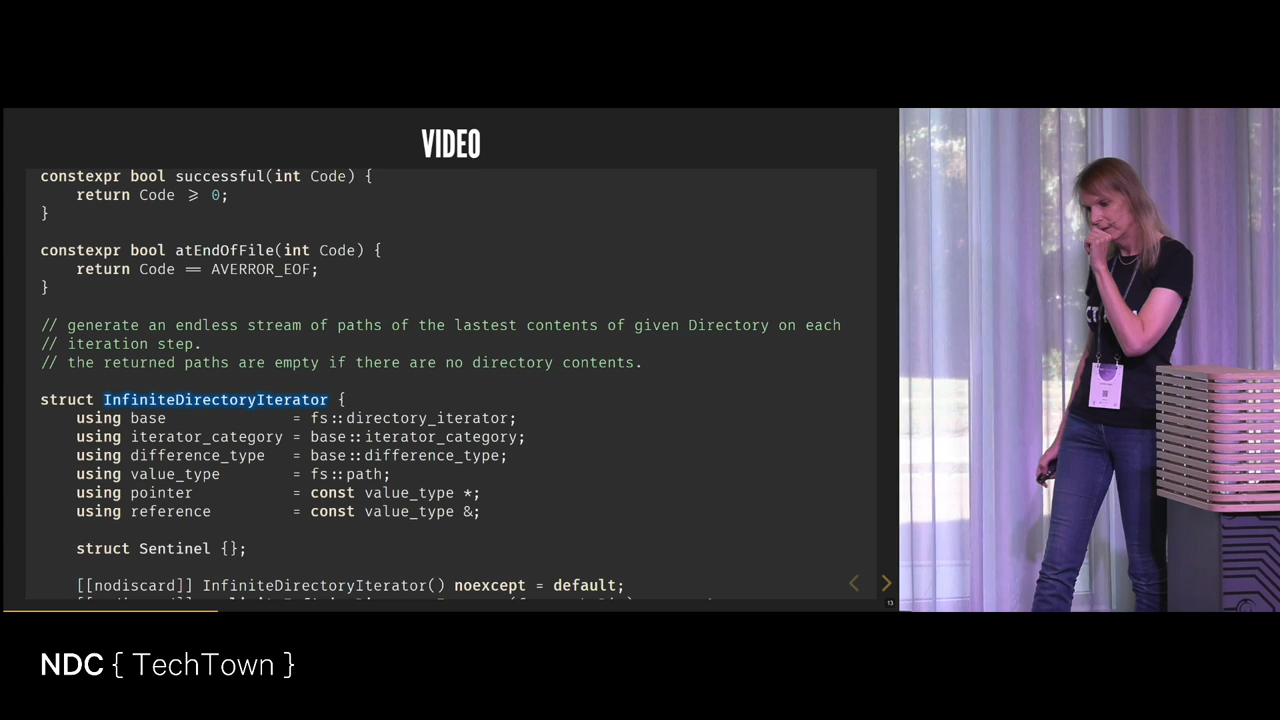 VIDEO
constexpr bool successful(int Code) {
    return Code >= 0;
}
constexpr bool atEndOfFile(int Code) {
    return Code == AVERROR_EOF;
}
// generate an endless stream of paths of the lastest contents of given Directory on each
// iteration step.
// the returned paths are empty if there are no directory contents.
struct InfiniteDirectoryIterator {
    using base              = fs::directory_iterator;
    using iterator_category = base::iterator_category;
    using difference_type   = base::difference_type;
    using value_type        = fs::path;
    using pointer           = const value_type *;
    using reference         = const value_type &;
    struct Sentinel {};
    [[nodiscard]] InfiniteDirectoryIterator() noexcept = default;
13
NDC { TechTown }